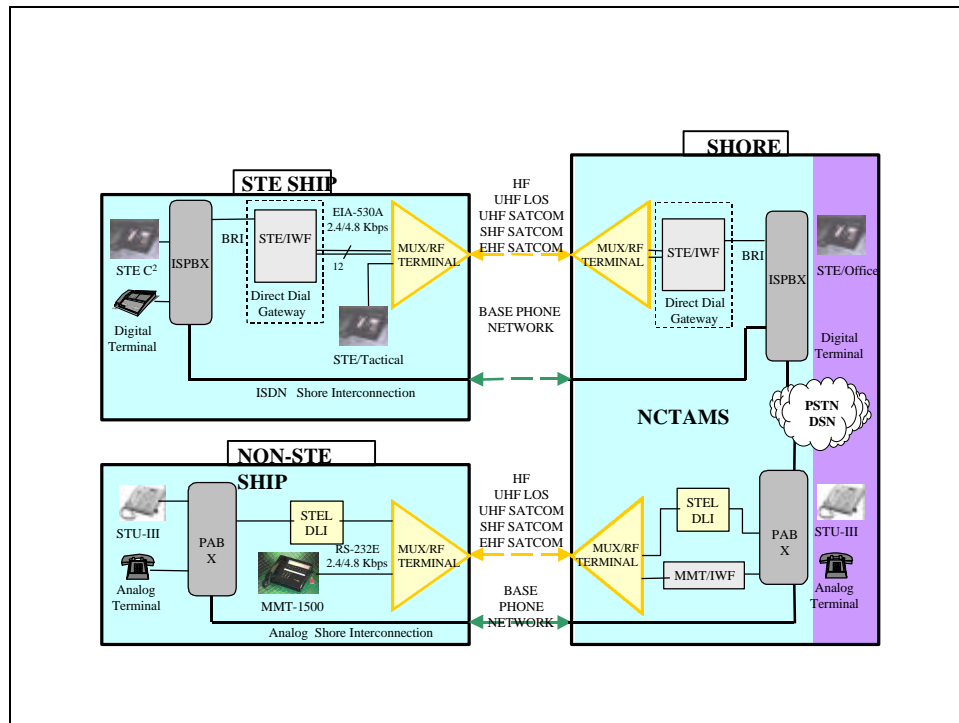 SHORE
STE SHIP
HF
UHF LOS
UHF SATCOM
SHF SATCOM
EHF SATCOM
EIA-530A
2.4/4.8 Kbps
BRI
STE/IWF
12
MUX/RF
TERMINAL
ISPBX
STE C²
Direct Dial
Gateway
Digital
Terminal
STE/Tactical
ISDN Shore Interconnection
BASE PHONE
NETWORK
MUX/RF
TERMINAL
STE/IWF
BRI
Direct Dial
Gateway
ISPBX
STE/Office
Digital
Terminal
PSTN
DSN
NCTAMS
NON-STE
SHIP
HF
UHF LOS
UHF SATCOM
SHF SATCOM
EHF SATCOM
STU-III
PAB
X
STEL
DLI
RS-232E
2.4/4.8 Kbps
MUX/RF
TERMINAL
Analog
Terminal
MMT-1500
Analog Shore Interconnection
BASE
PHONE
NETWORK
MUX/RF
TERMINAL
STEL
DLI
MMT/IWF
PAB
X
STU-III
Analog
Terminal